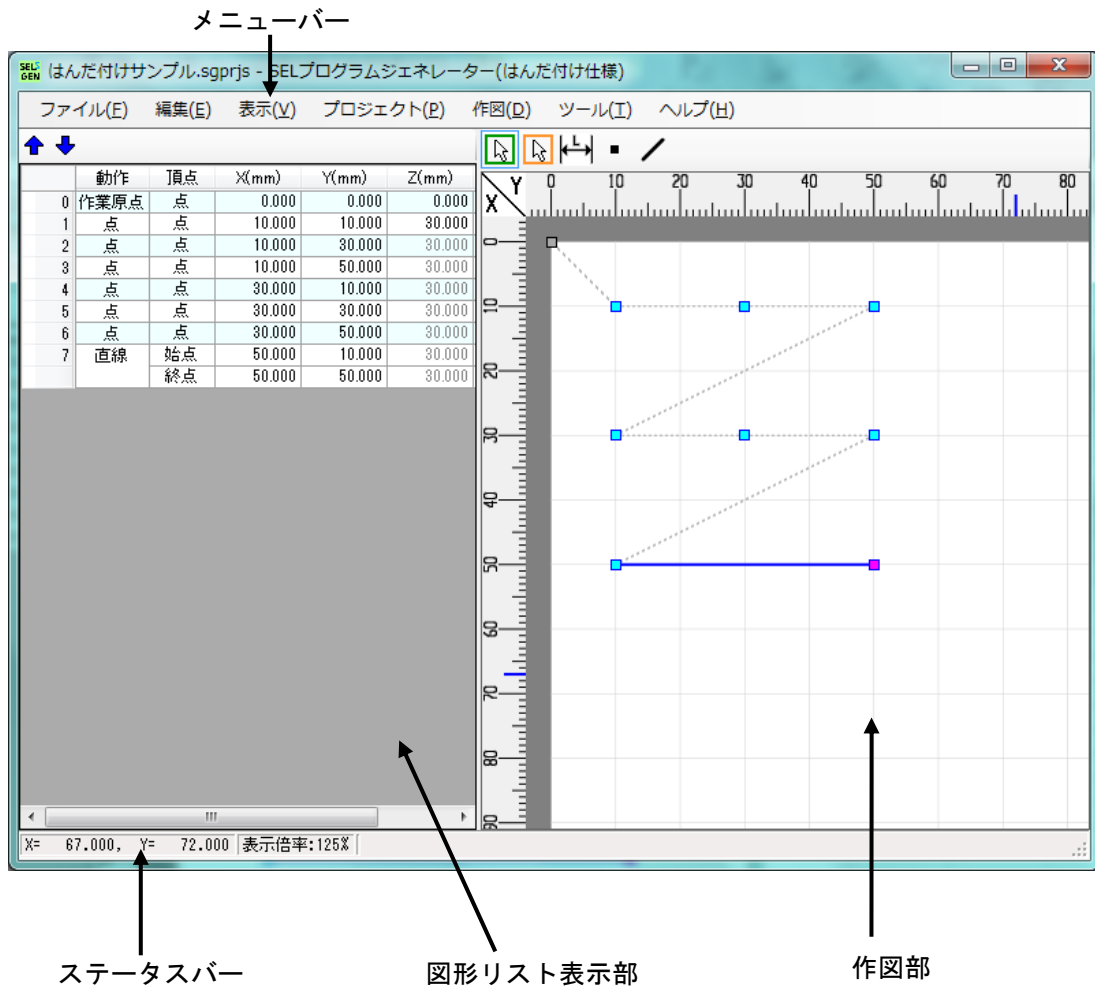 メニューバー
SEL GEN はんだ付けサンプル.sgprjs - SELプログラムジェネレーター(はんだ付け仕様)
ファイル(F) 編集(E) 表示(V) プロジェクト(P) 作図(D) ツール(T) ヘルプ(H)
L
動作 頂点 X(mm) Y(mm) Z(mm)
0 作業原点 点 0.000 0.000 0.000
1 点 点 10.000 10.000 30.000
2 点 点 10.000 30.000 30.000
3 点 点 10.000 50.000 30.000
4 点 点 30.000 10.000 30.000
5 点 点 30.000 30.000 30.000
6 点 点 30.000 50.000 30.000
7 直線 始点 50.000 10.000 30.000
終点 50.000 50.000 30.000
Y
X
0 10 20 30 40 50 60 70 80
0
10
20
30
40
50
60
70
80
90
X= 67.000, Y= 72.000 表示倍率:125%
ステータスバー
図形リスト表示部
作図部